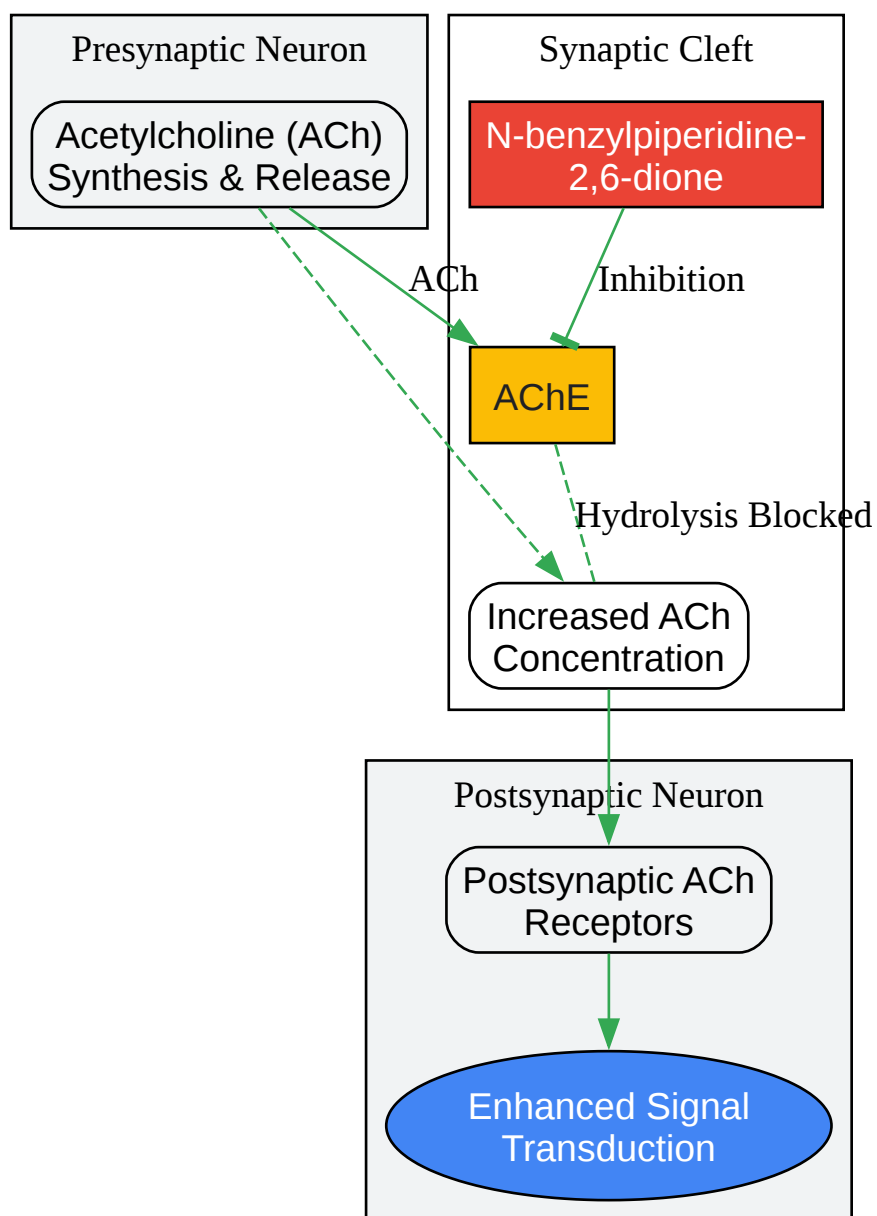 Presynaptic Neuron
Acetylcholine (ACh)
Synthesis & Release
Synaptic Cleft
N-benzylpiperidine-
2,6-dione
ACh
Inhibition
AChE
Hydrolysis Blocked
Increased ACh
Concentration
Postsynaptic Neuron
Postsynaptic ACh
Receptors
Enhanced Signal
Transduction